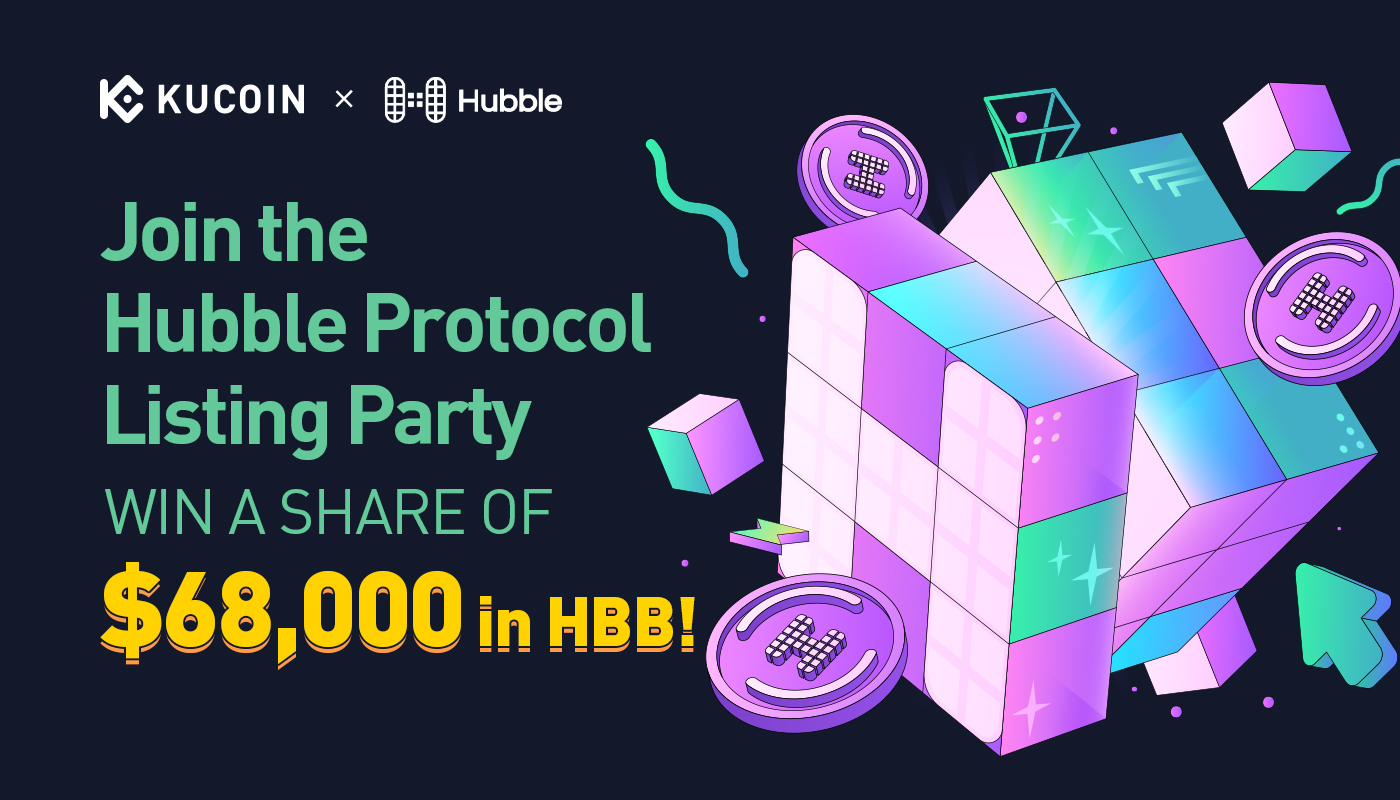 KUCOIN × Hubble
Join the
Hubble Protocol
Listing Party
WIN A SHARE OF
$68,000 in HBB!